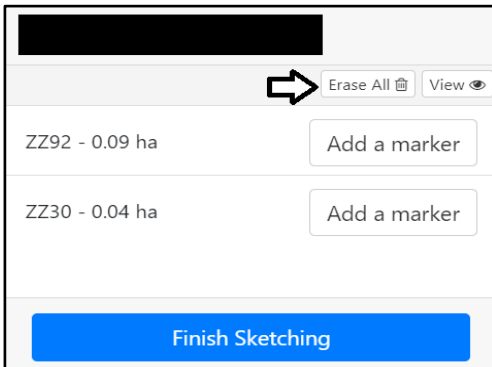 Erase All View
ZZ92 - 0.09 ha Add a marker
ZZ30 - 0.04 ha Add a marker
Finish Sketching